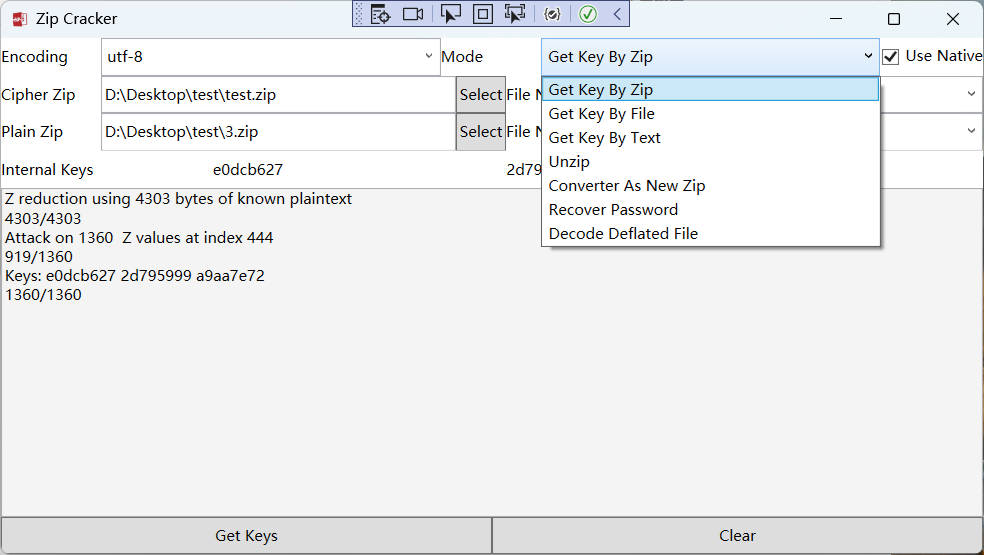 Zip Cracker
Encoding utf-8 Mode Get Key By Zip Use Native
Cipher Zip D:\Desktop\test\test.zip Select File
Plain Zip D:\Desktop\test\3.zip Select File
Internal Keys e0dcb627 2d79
Get Key By Zip
Get Key By File
Get Key By Text
Unzip
Converter As New Zip
Recover Password
Decode Deflated File
Z reduction using 4303 bytes of known plaintext
4303/4303
Attack on 1360 Z values at index 444
919/1360
Keys: e0dcb627 2d795999 a9aa7e72
1360/1360
Get Keys Clear